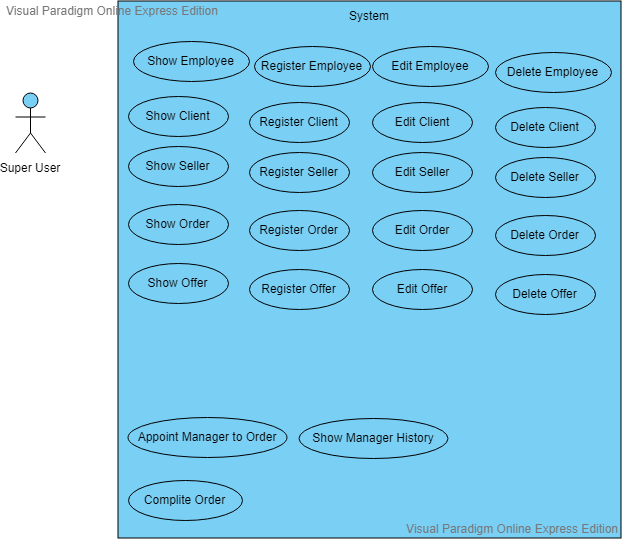 Visual Paradigm Online Express Edition
System
Show Employee
Register Employee
Edit Employee
Delete Employee
Show Client
Register Client
Edit Client
Delete Client
Super User
Show Seller
Register Seller
Edit Seller
Delete Seller
Show Order
Register Order
Edit Order
Delete Order
Show Offer
Register Offer
Edit Offer
Delete Offer
Appoint Manager to Order
Show Manager History
Complite Order
Visual Paradigm Online Express Edition